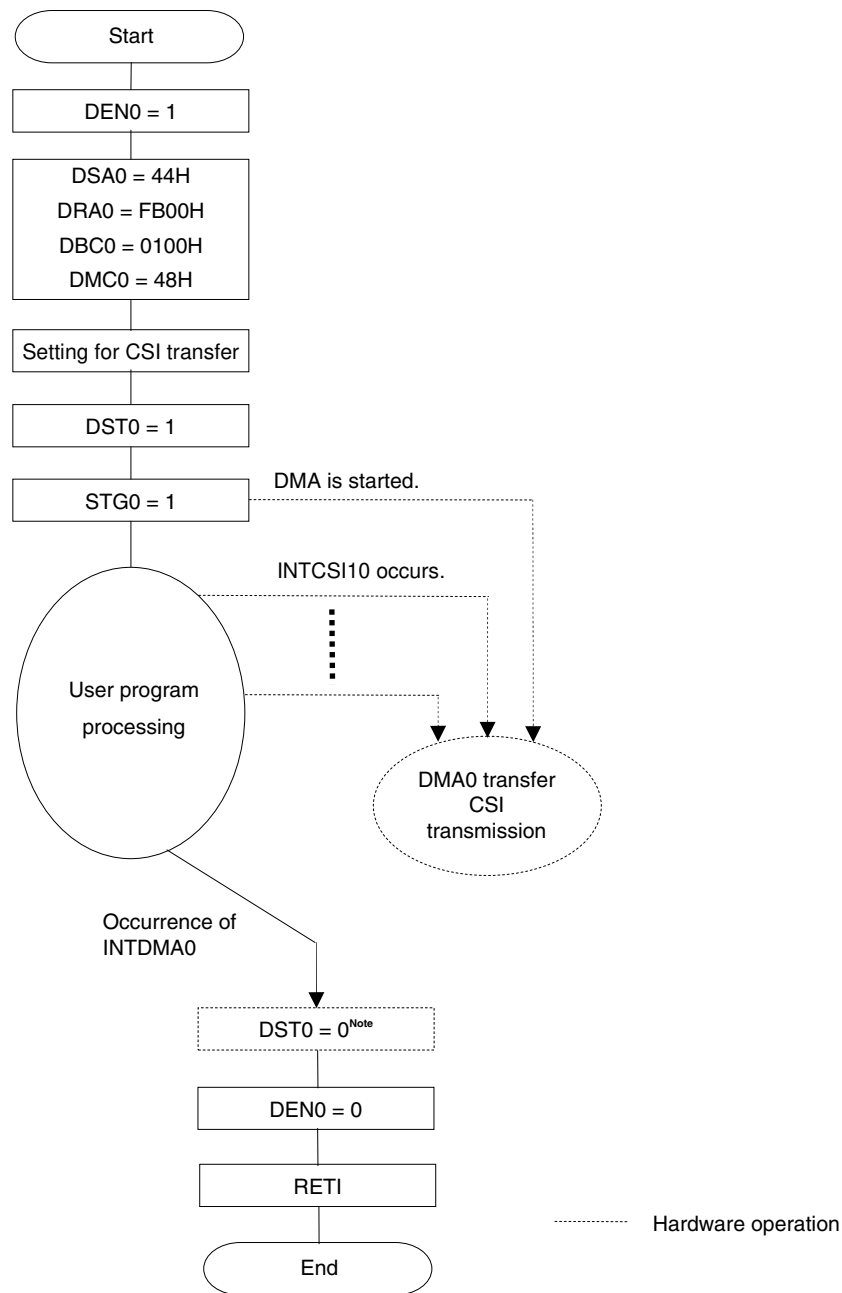 Start
DEN0 = 1
DSA0 = 44H
DRA0 = FB00H
DBC0 = 0100H
DMC0 = 48H
Setting for CSI transfer
DST0 = 1
DMA is started.
STG0 = 1
INTCSI10 occurs.
User program
processing
DMA0 transfer
CSI
transmission
Occurrence of
INTDMA0
DST0 = 0Note
DEN0 = 0
RETI
Hardware operation
End